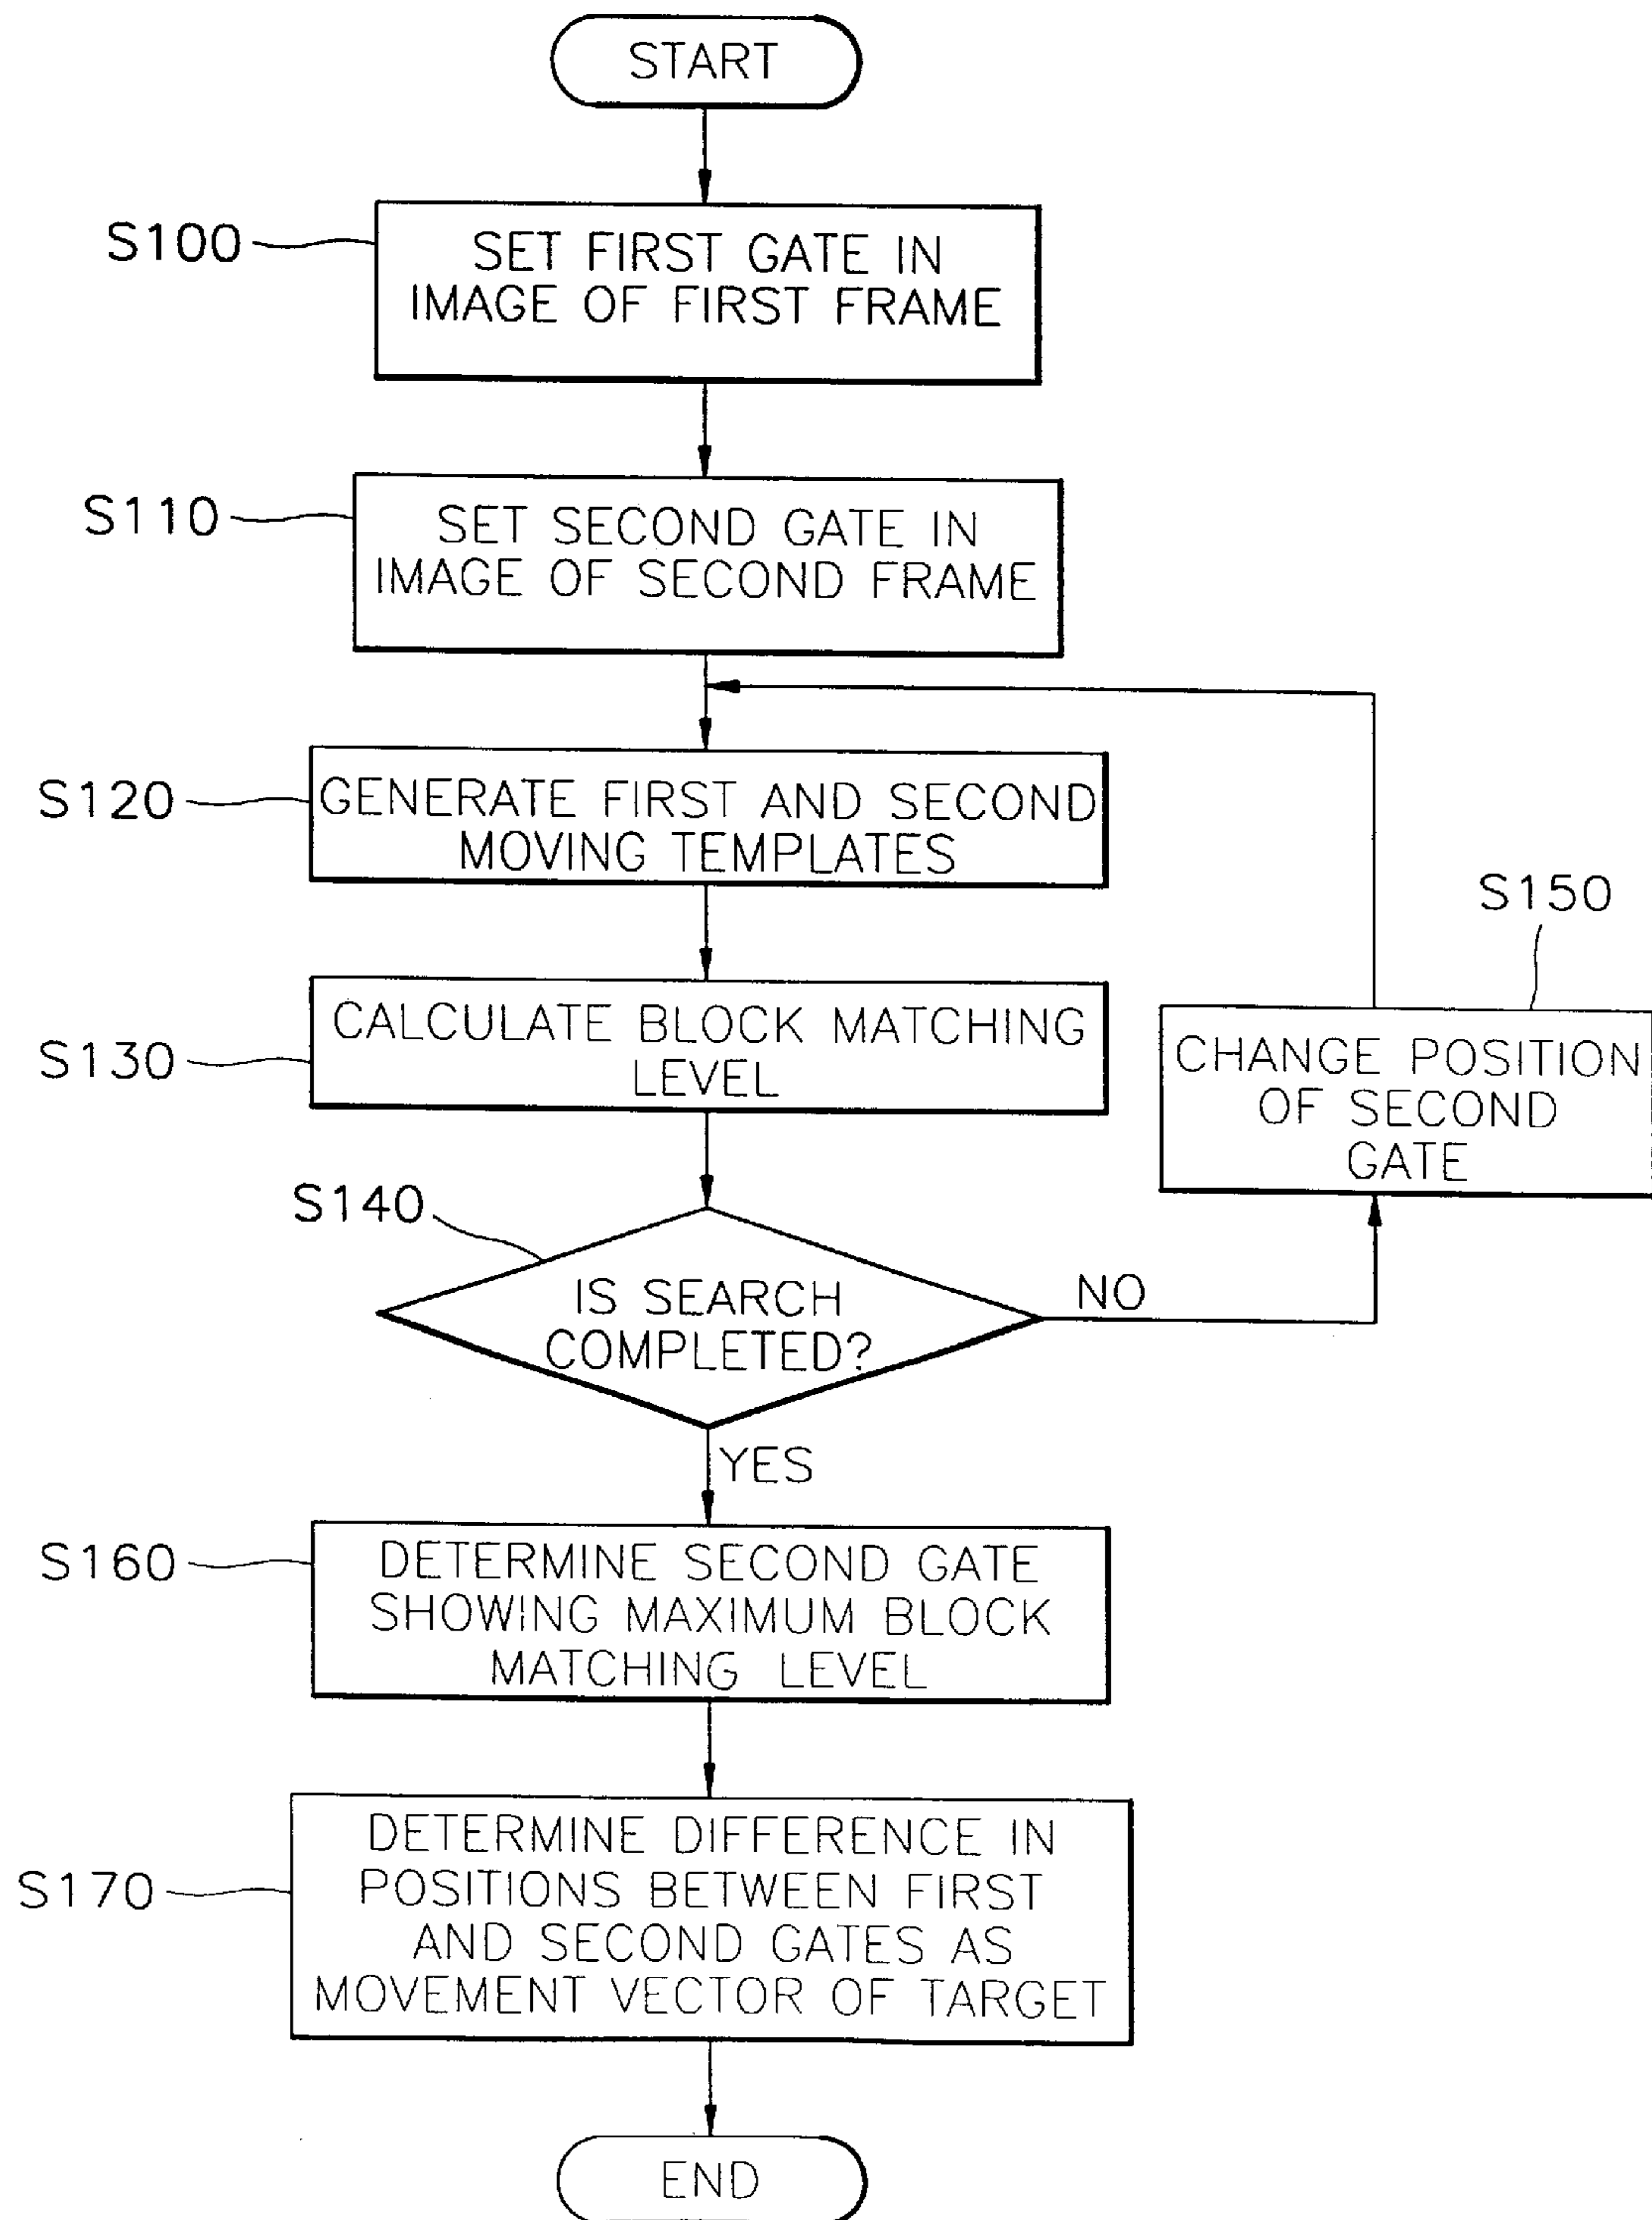 START
S100
SET FIRST GATE IN
IMAGE OF FIRST FRAME
S110
SET SECOND GATE IN
IMAGE OF SECOND FRAME
S120
GENERATE FIRST AND SECOND
MOVING TEMPLATES
S130
CALCULATE BLOCK MATCHING
LEVEL
S150
CHANGE POSITION
OF SECOND
GATE
S140
IS SEARCH
COMPLETED?
NO
YES
S160
DETERMINE SECOND GATE
SHOWING MAXIMUM BLOCK
MATCHING LEVEL
S170
DETERMINE DIFFERENCE IN
POSITIONS BETWEEN FIRST
AND SECOND GATES AS
MOVEMENT VECTOR OF TARGET
END